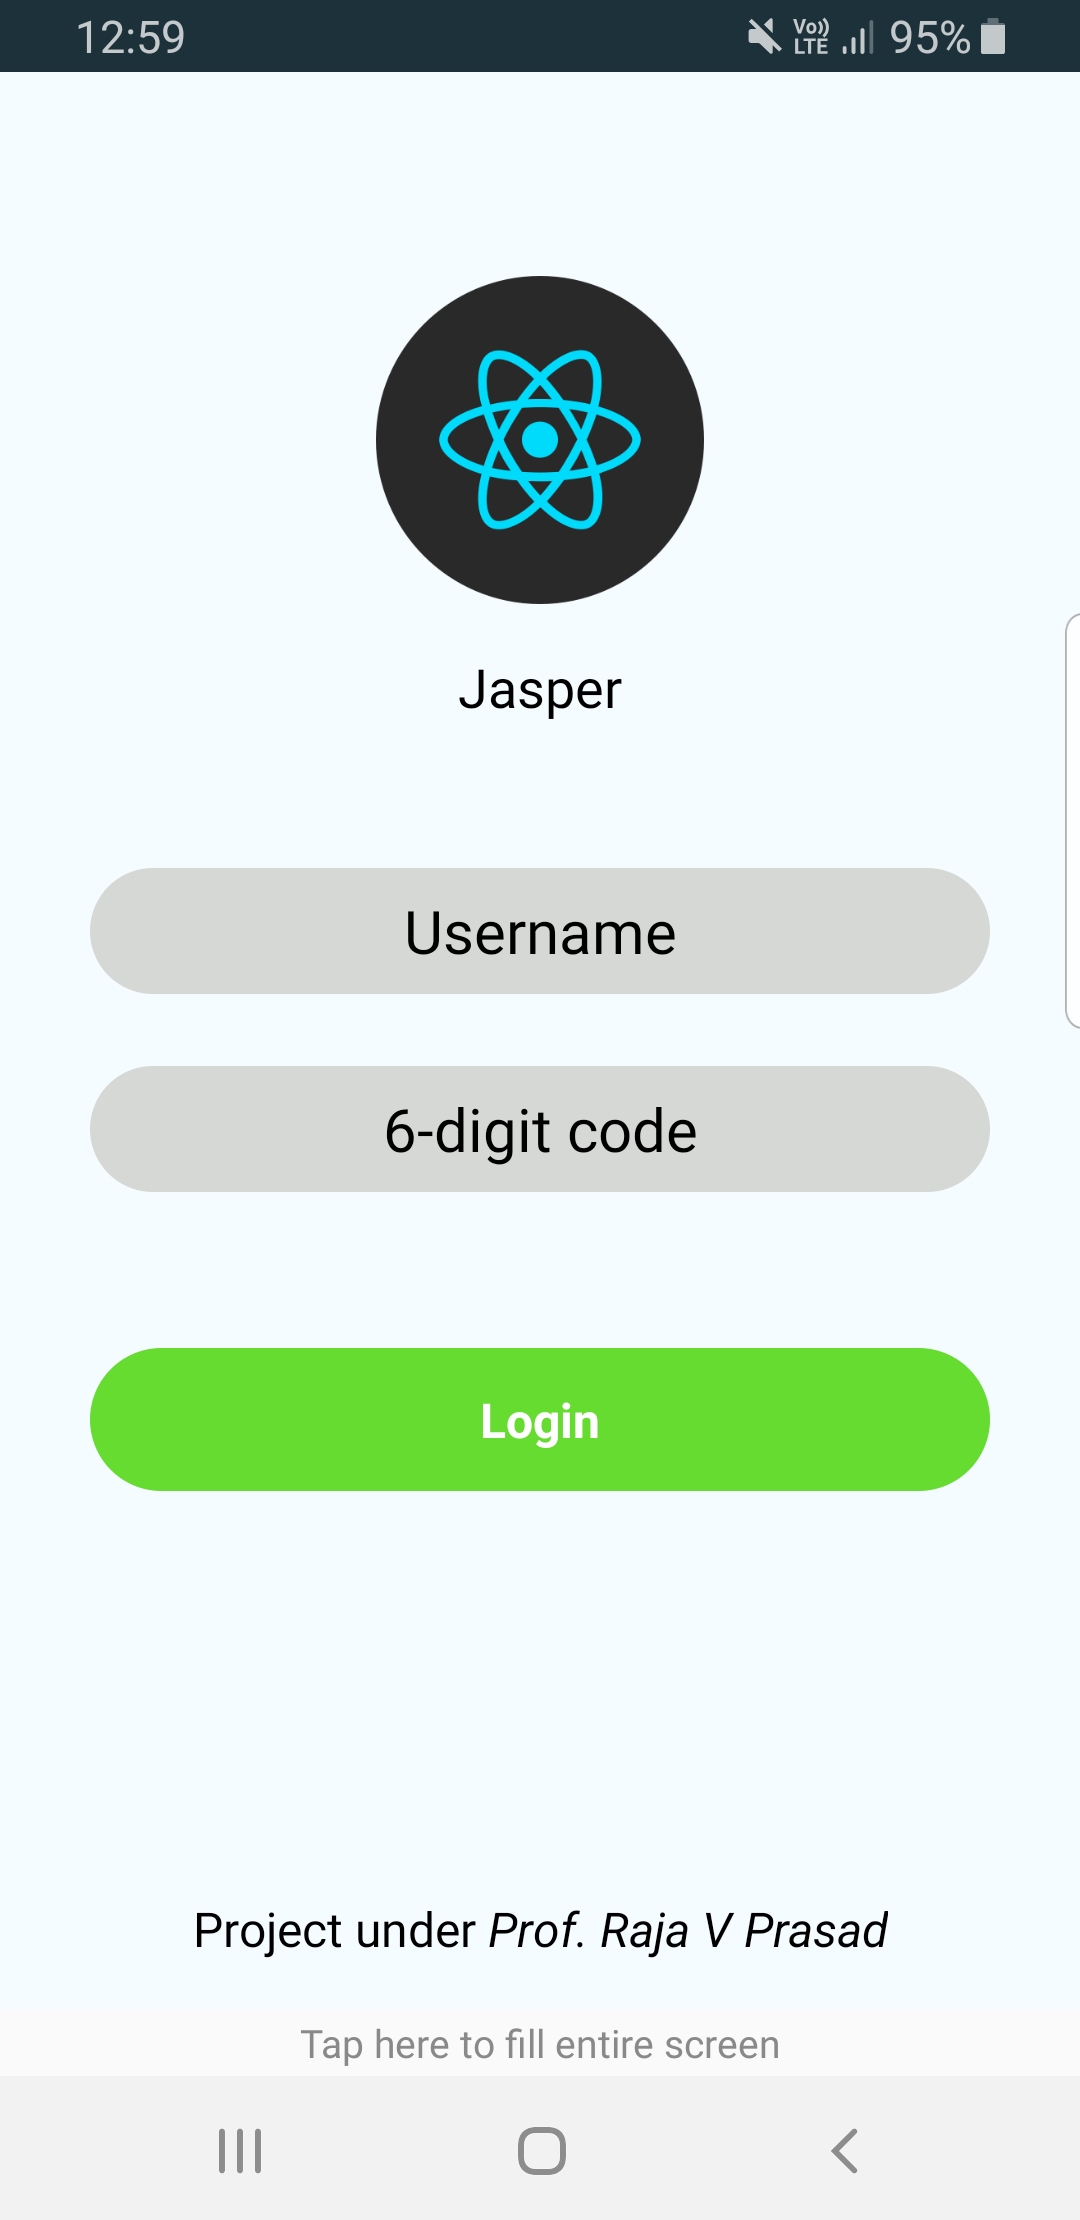 12:59 Vo)) LTE 95%
Jasper
Username
6-digit code
Login
Project under Prof. Raja V Prasad
Tap here to fill entire screen